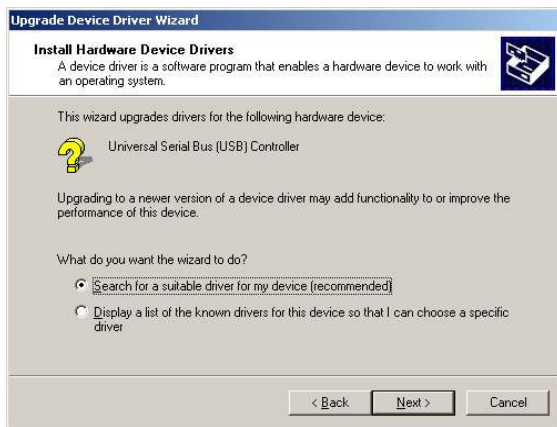 Upgrade Device Driver Wizard
Install Hardware Device Drivers
A device driver is a software program that enables a hardware device to work with
an operating system.
This wizard upgrades drivers for the following hardware device:
Universal Serial Bus (USB) Controller
Upgrading to a newer version of a device driver may add functionality to or improve the
performance of this device.
What do you want the wizard to do?
Search for a suitable driver for my device (recommended)
Display a list of the known drivers for this device so that I can choose a specific
driver
< Back
Next >
Cancel